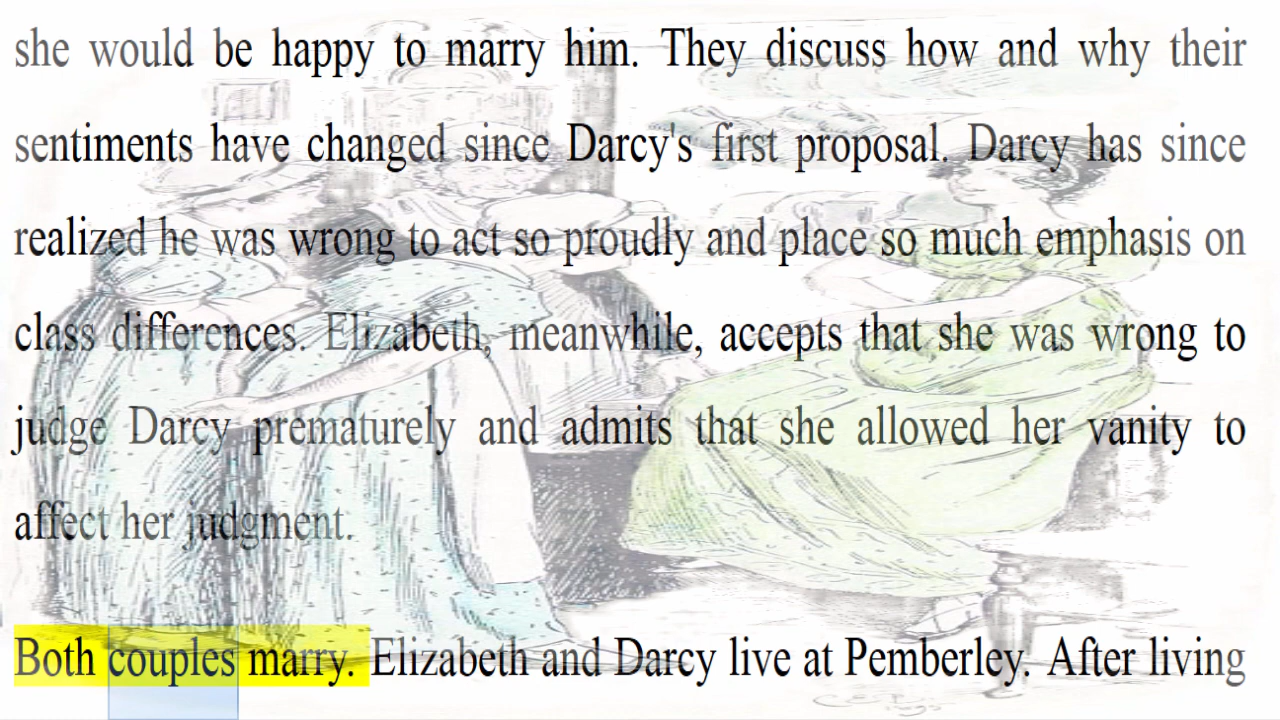 she would be happy to marry him. They discuss how and why their
sentiments have changed since Darcy's first proposal. Darcy has since
realized he was wrong to act so proudly and place so much emphasis on
class differences. Elizabeth, meanwhile, accepts that she was wrong to
judge Darcy prematurely and admits that she allowed her vanity to
affect her judgment.
Both couples marry. Elizabeth and Darcy live at Pemberley. After living